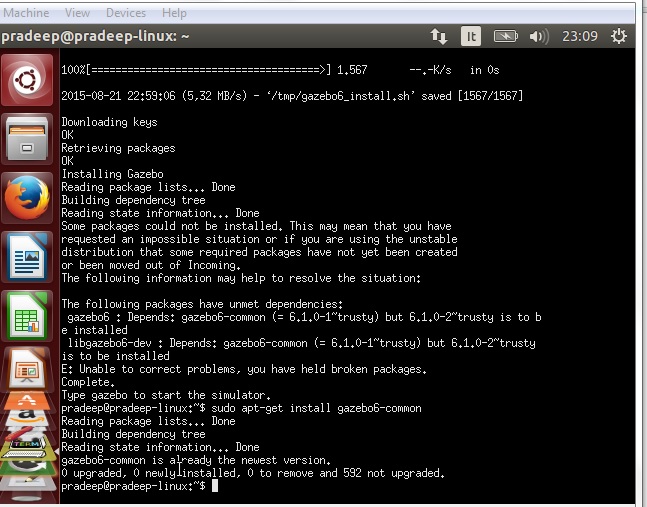 Machine View Devices Help
pradeep@pradeep-linux: ~ It 23:09
100%[======================================>] 1.567 --.-K/s in 0s
2015-08-21 22:59:06 (5,32 MB/s) - ‘/tmp/gazebo6_install.sh’ saved [1567/1567]
Downloading keys
OK
Retrieving packages
OK
Installing Gazebo
Reading package lists... Done
Building dependency tree
Reading state information... Done
Some packages could not be installed. This may mean that you have
requested an impossible situation or if you are using the unstable
distribution that some required packages have not yet been created
or been moved out of Incoming.
The following information may help to resolve the situation:
The following packages have unmet dependencies:
gazebo6 : Depends: gazebo6-common (= 6.1.0-1~trusty) but 6.1.0-2~trusty is to b
e installed
libgazebo6-dev : Depends: gazebo6-common (= 6.1.0-1~trusty) but 6.1.0-2~trusty
is to be installed
E: Unable to correct problems, you have held broken packages.
Complete.
Type gazebo to start the simulator.
pradeep@pradeep-linux:~$ sudo apt-get install gazebo6-common
Reading package lists... Done
Building dependency tree
Reading state information... Done
gazebo6-common is already the newest version.
0 upgraded, 0 newly installed, 0 to remove and 592 not upgraded.
pradeep@pradeep-linux:~$
TERM